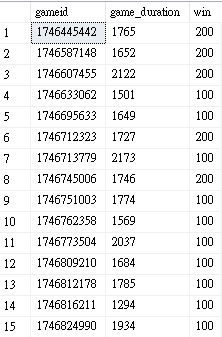 gameid game_duration win
1 1746445442 1765 200
2 1746587148 1652 200
3 1746607455 2122 200
4 1746633062 1501 100
5 1746695633 1649 100
6 1746712323 1727 200
7 1746713779 2173 100
8 1746745006 1746 200
9 1746751003 1774 100
10 1746762358 1569 100
11 1746773504 2037 100
12 1746809210 1684 100
13 1746812178 1785 100
14 1746816211 1294 100
15 1746824990 1934 100